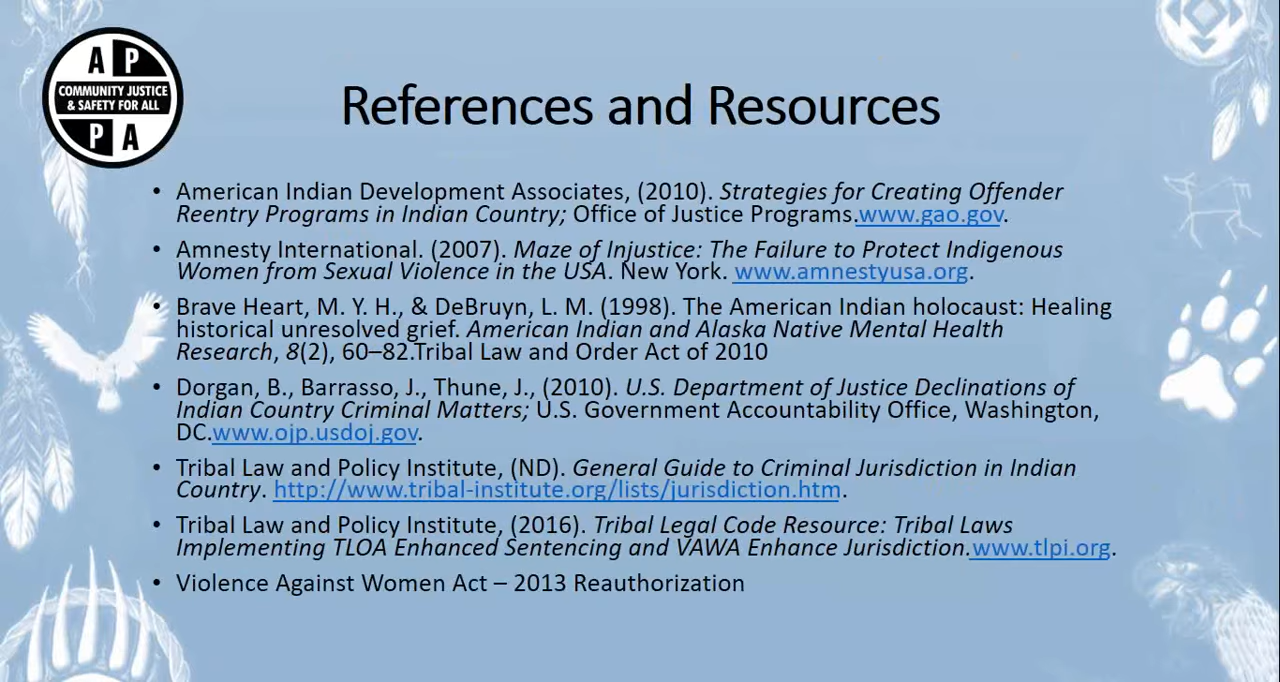 A P
COMMUNITY JUSTICE
& SAFETY FOR ALL
P A
References and Resources
• American Indian Development Associates, (2010). Strategies for Creating Offender
Reentry Programs in Indian Country; Office of Justice Programs.www.gao.gov.
• Amnesty International. (2007). Maze of Injustice: The Failure to Protect Indigenous
Women from Sexual Violence in the USA. New York. www.amnestyusa.org.
• Brave Heart, M. Y. H., & DeBruyn, L. M. (1998). The American Indian holocaust: Healing
historical unresolved grief. American Indian and Alaska Native Mental Health
Research, 8(2), 60–82.Tribal Law and Order Act of 2010
• Dorgan, B., Barrasso, J., Thune, J., (2010). U.S. Department of Justice Declinations of
Indian Country Criminal Matters; U.S. Government Accountability Office, Washington,
DC.www.ojp.usdoj.gov.
• Tribal Law and Policy Institute, (ND). General Guide to Criminal Jurisdiction in Indian
Country. http://www.tribal-institute.org/lists/jurisdiction.htm.
• Tribal Law and Policy Institute, (2016). Tribal Legal Code Resource: Tribal Laws
Implementing TLOA Enhanced Sentencing and VAWA Enhance Jurisdiction.www.tlpi.org.
• Violence Against Women Act – 2013 Reauthorization